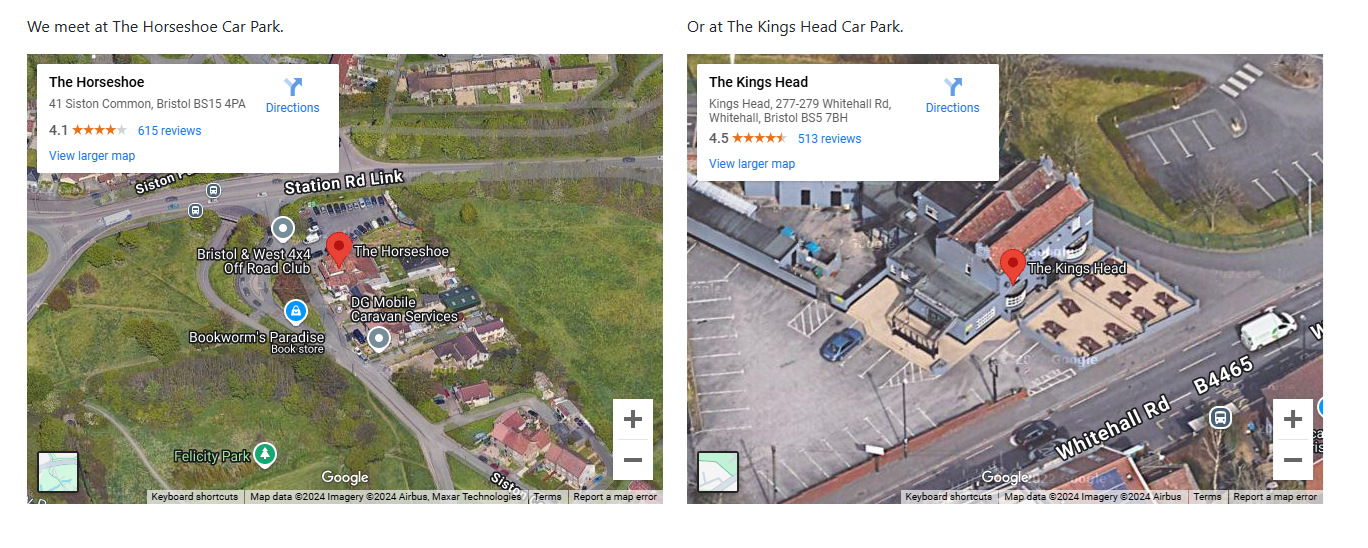 We meet at The Horseshoe Car Park.
The Horseshoe
41 Siston Common, Bristol BS15 4PA
Directions
4.1
615 reviews
View larger map
Station Rd Link
Bristol & West 4x4
Off Road Club
The Horseshoe
DG Mobile
Caravan Services
Bookworm's Paradise
Book store
Felicity Park
Google
Keyboard shortcuts
Map data ©2024 Imagery ©2024 Airbus, Maxar Technologies
Terms
Report a map error
Or at The Kings Head Car Park.
The Kings Head
Kings Head, 277-279 Whitehall Rd,
Whitehall, Bristol BS5 7BH
Directions
4.5
513 reviews
View larger map
The Kings Head
Google
B4465
Whitehall Rd
Google
Keyboard shortcuts
Map data ©2024 Imagery ©2024 Airbus
Terms
Report a map error